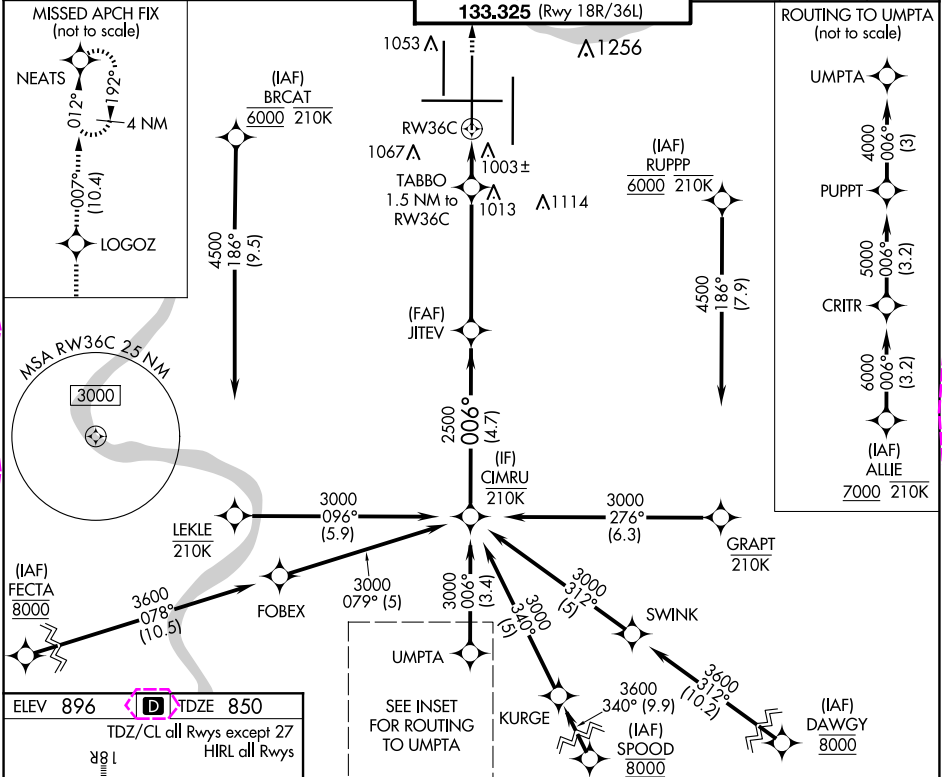 133.325 (Rwy 18R/36L)
MISSED APCH FIX
(not to scale)
NEATS
012°
192°
4 NM
007°
(10.4)
LOGOZ
(IAF)
BRCAT
6000 210K
4500
186°
(9.5)
1053
1256
RW36C
1067
1003±
TABBO
1.5 NM to
RW36C
1013
1114
(IAF)
RUPPP
6000 210K
4500
186°
(7.9)
ROUTING TO UMPTA
(not to scale)
UMPTA
4000
006°
(3)
PUPPT
5000
006°
(3.2)
CRITR
6000
006°
(3.2)
(IAF)
ALLIE
7000 210K
MSA RW36C 25 NM
3000
(FAF)
JITEV
2500
006°
(4.7)
(IF)
CIMRU
210K
LEKLE
210K
3000
096°
(5.9)
3000
276°
(6.3)
GRAPT
210K
(IAF)
FECTA
8000
3600
078°
(10.5)
FOBEX
3000
079° (5)
3000
006°
(3.4)
UMPTA
SEE INSET
FOR ROUTING
TO UMPTA
3000
340°
(5)
KURGE
3600
340° (9.9)
(IAF)
SPOOD
8000
3000
312°
(5)
SWINK
3600
312°
(10.2)
(IAF)
DAWGY
8000
ELEV 896 D TDZE 850
TDZ/CL all Rwys except 27
HIRL all Rwys
18R